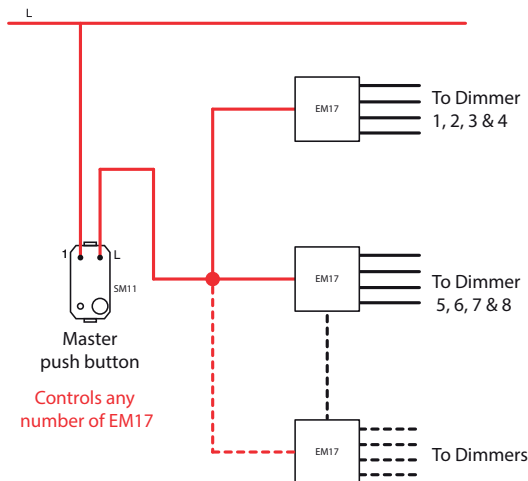 L
EM17
To Dimmer
1, 2, 3 & 4
1
L
SM11
EM17
To Dimmer
5, 6, 7 & 8
Master
push button
Controls any
number of EM17
EM17
To Dimmers